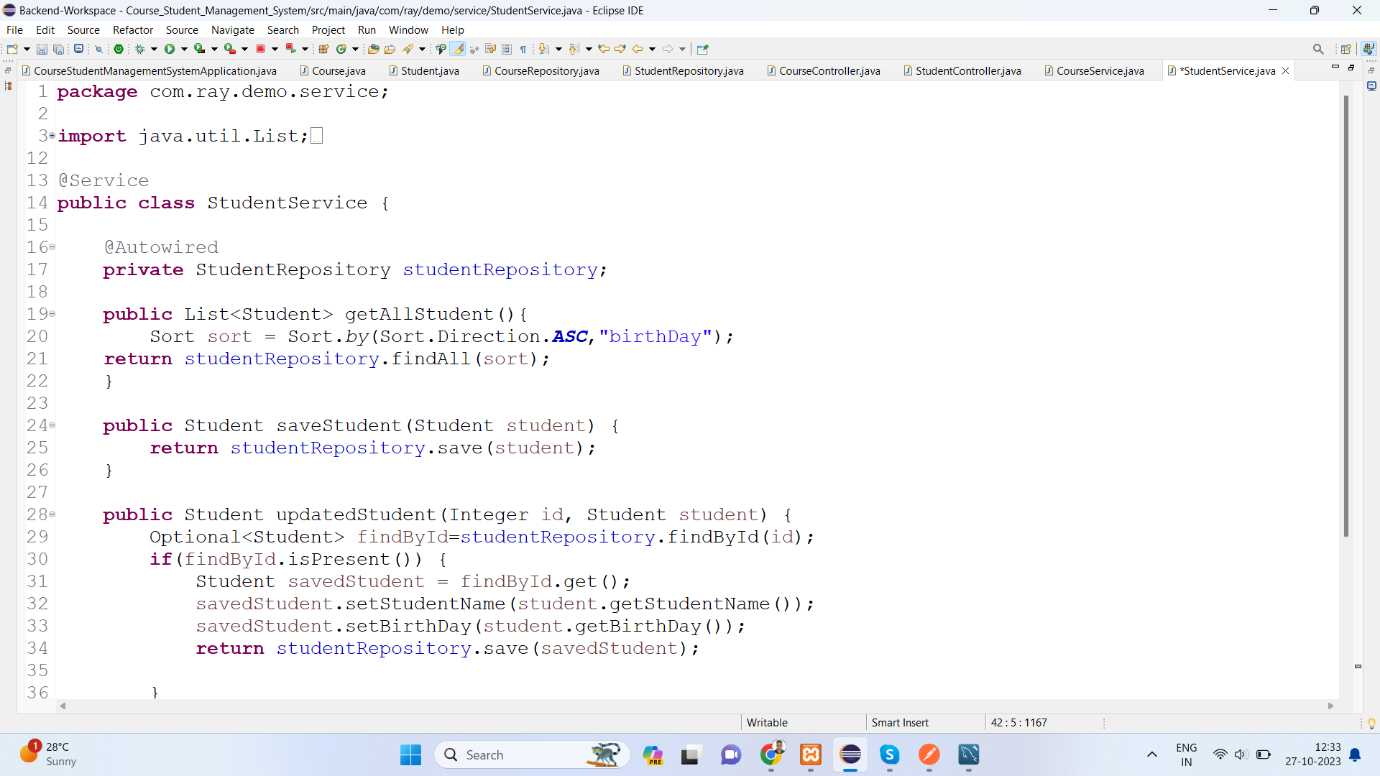 Backend-Workspace - Course_Student_Management_System/src/main/java/com/ray/demo/service/StudentService.java - Eclipse IDE
File Edit Source Refactor Source Navigate Search Project Run Window Help
CourseStudentManagementSystemApplication.java Course.java Student.java CourseRepository.java StudentRepository.java CourseController.java StudentController.java CourseService.java *StudentService.java
1 package com.ray.demo.service;
2
3 import java.util.List;
12
13 @Service
14 public class StudentService {
15
16 @Autowired
17 private StudentRepository studentRepository;
18
19 public List<Student> getAllStudent(){
20 Sort sort = Sort.by(Sort.Direction.ASC,"birthDay");
21 return studentRepository.findAll(sort);
22 }
23
24 public Student saveStudent(Student student) {
25 return studentRepository.save(student);
26 }
27
28 public Student updatedStudent(Integer id, Student student) {
29 Optional<Student> findById=studentRepository.findById(id);
30 if(findById.isPresent()) {
31 Student savedStudent = findById.get();
32 savedStudent.setStudentName(student.getStudentName());
33 savedStudent.setBirthDay(student.getBirthDay());
34 return studentRepository.save(savedStudent);
35
36 }
Writable Smart Insert 42 : 5 : 1167
1 28°C
Sunny
Search
PRE
ENG
IN
12:33
27-10-2023